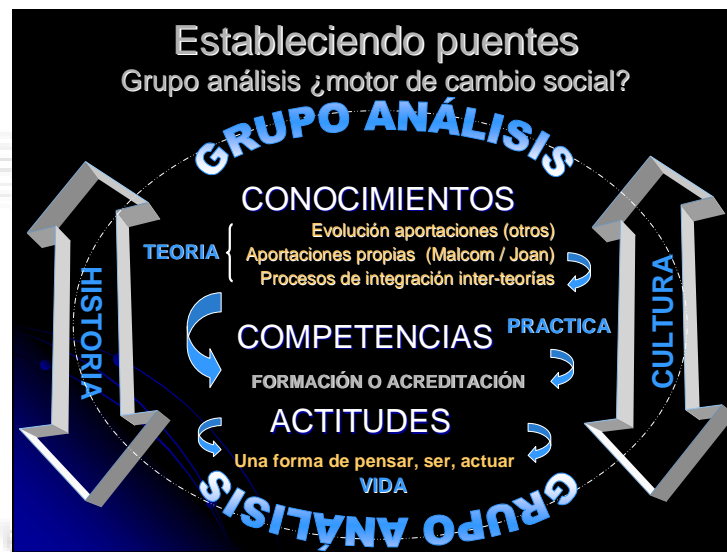 Estableciendo puentes
Grupo análisis ¿motor de cambio social?
GRUPO ANÁLISIS
CONOCIMIENTOS
Evolución aportaciones (otros)
TEORIA
Aportaciones propias (Malcom / Joan)
Procesos de integración inter-teorías
HISTORIA
CULTURA
COMPETENCIAS
PRACTICA
FORMACIÓN O ACREDITACIÓN
ACTITUDES
Una forma de pensar, ser, actuar
VIDA
GRUPO ANÁLISIS